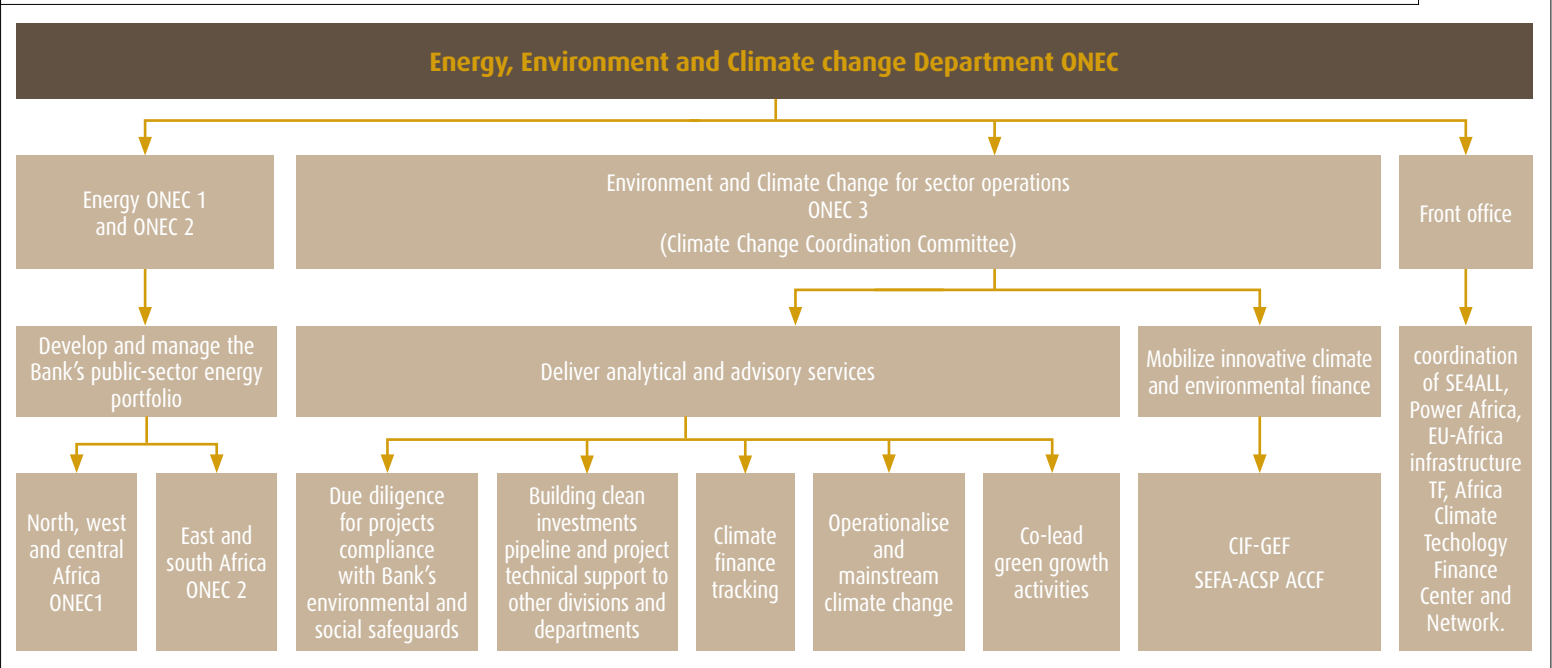 Energy, Environment and Climate change Department ONEC
Energy ONEC 1
and ONEC 2
Environment and Climate Change for sector operations
ONEC 3
(Climate Change Coordination Committee)
Front office
Develop and manage the
Bank's public-sector energy
portfolio
Deliver analytical and advisory services
Mobilize innovative climate
and environmental finance
coordination
of SE4ALL,
Power Africa,
EU-Africa
infrastructure
TF, Africa
Climate
Techology
Finance
Center and
Network.
North, west
and central
Africa
ONEC1
East and
south Africa
ONEC 2
Due diligence
for projects
compliance
with Bank's
environmental and
social safeguards
Building clean
investments
pipeline and project
technical support to
other divisions and
departments
Climate
finance
tracking
Operationalise
and
mainstream
climate change
Co-lead
green growth
activities
CIF-GEF
SEFA-ACSP ACCF